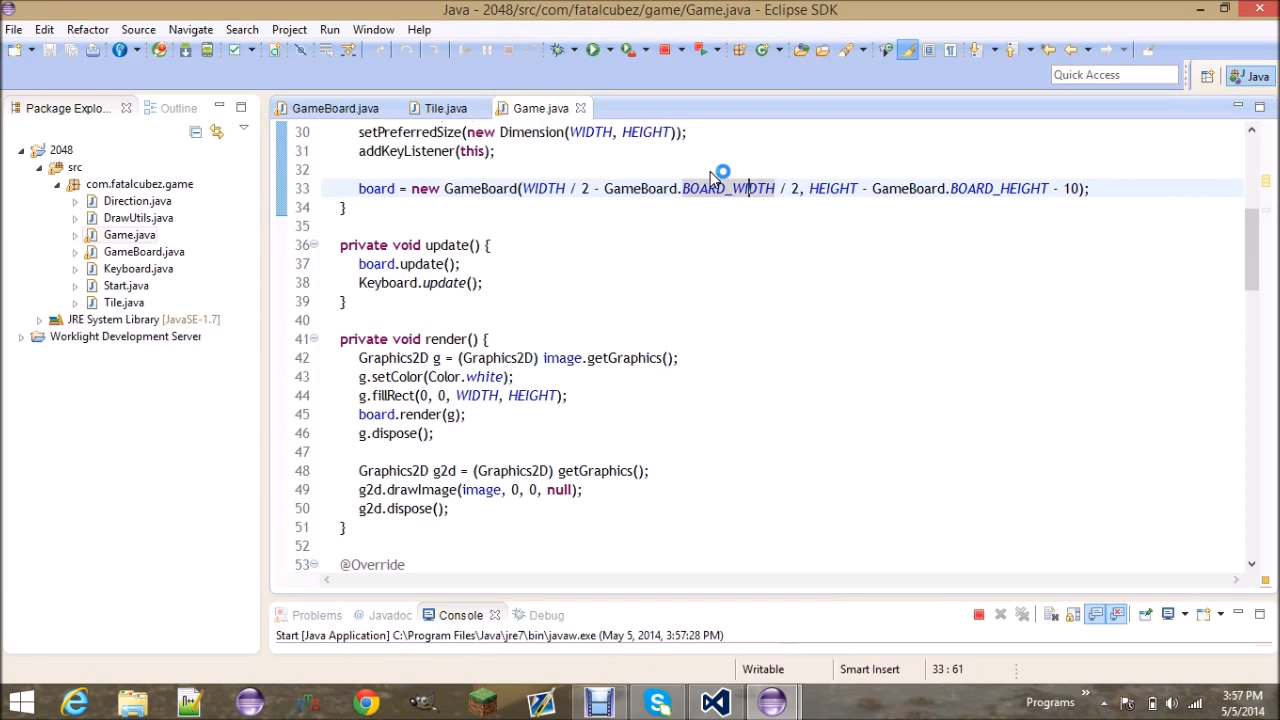 Java - 2048/src/com/fatalcubez/game/Game.java - Eclipse SDK
File Edit Refactor Source Navigate Search Project Run Window Help
Quick Access
Java
Package Explo...
Outline
GameBoard.java
Tile.java
Game.java
2048
src
com.fatalcubez.game
Direction.java
DrawUtils.java
Game.java
GameBoard.java
Keyboard.java
Start.java
Tile.java
JRE System Library [JavaSE-1.7]
Worklight Development Server
30 setPreferredSize(new Dimension(WIDTH, HEIGHT));
31 addKeyListener(this);
32
33 board = new GameBoard(WIDTH / 2 - GameBoard.BOARD_WIDTH / 2, HEIGHT - GameBoard.BOARD_HEIGHT - 10);
34 }
35
36 private void update() {
37 board.update();
38 Keyboard.update();
39 }
40
41 private void render() {
42 Graphics2D g = (Graphics2D) image.getGraphics();
43 g.setColor(Color.white);
44 g.fillRect(0, 0, WIDTH, HEIGHT);
45 board.render(g);
46 g.dispose();
47
48 Graphics2D g2d = (Graphics2D) getGraphics();
49 g2d.drawImage(image, 0, 0, null);
50 g2d.dispose();
51 }
52
53 @Override
Problems
Javadoc
Console
Debug
Start [Java Application] C:\Program Files\Java\jre7\bin\javaw.exe (May 5, 2014, 3:57:28 PM)
Writable
Smart Insert
33 : 61
Programs
3:57 PM
5/5/2014